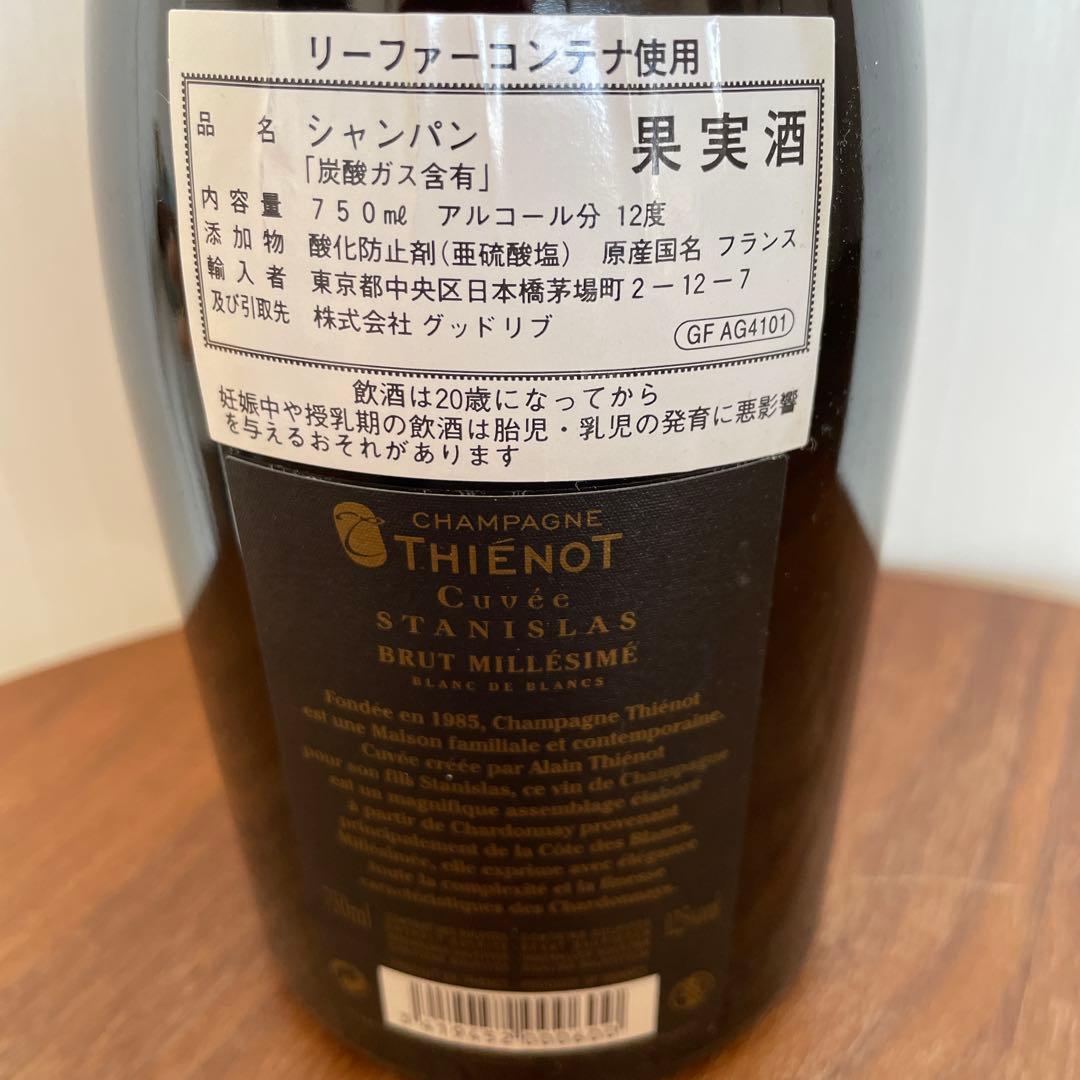 リーファーコンテナ使用
品名 シャンパン 果実酒
「炭酸ガス含有」
内容量 750㎖ アルコール分 12度
添加物 酸化防止剤(亜硫酸塩) 原産国名 フランス
輸入者 東京都中央区日本橋茅場町2-12-7
及び引取先 株式会社 グッドリブ GF AG4101
飲酒は20歳になってから
妊娠中や授乳期の飲酒は胎児・乳児の発育に悪影響
を与えるおそれがあります
CHAMPAGNE
THIÉNOT
Cuvée
STANISLAS
BRUT MILLÉSIMÉ
BLANC DE BLANCS
Fondée en 1985, Champagne Thiénot
est une Maison familiale et contemporaine.
Cuvée créée par Alain Thiénot
pour son fils Stanislas, ce vin de Champagne
est un magnifique assemblage élaboré
à partir de Chardonnay provenant
principalement de la Côte des Blancs.
Millésimée, elle exprime avec élégance
toute la complexité et la finesse
caractéristiques des Chardonnays.
750ml